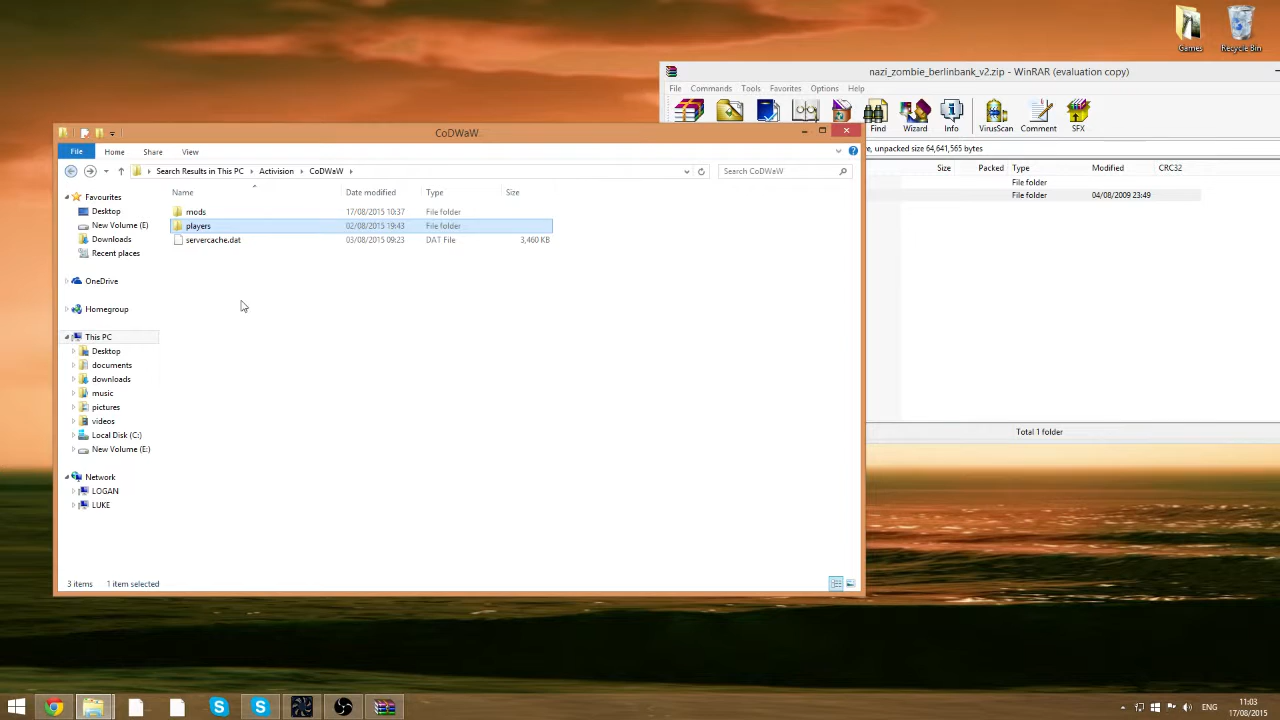 Games
Recycle Bin
nazi_zombie_berlinbank_v2.zip - WinRAR (evaluation copy)
File Commands Tools Favorites Options Help
Find Wizard Info VirusScan Comment SFX
e, unpacked size 64,641,565 bytes
Size Packed Type Modified CRC32
File folder
File folder 04/08/2009 23:49
Total 1 folder
CoDWaW
File Home Share View
Search Results in This PC Activision CoDWaW
Search CoDWaW
Name Date modified Type Size
mods 17/08/2015 10:37 File folder
players 02/08/2015 19:43 File folder
servercache.dat 03/08/2015 09:23 DAT File 3,460 KB
Favourites
Desktop
New Volume (E)
Downloads
Recent places
OneDrive
Homegroup
This PC
Desktop
documents
downloads
music
pictures
videos
Local Disk (C:)
New Volume (E:)
Network
LOGAN
LUKE
3 items 1 item selected
ENG
11:03
17/08/2015